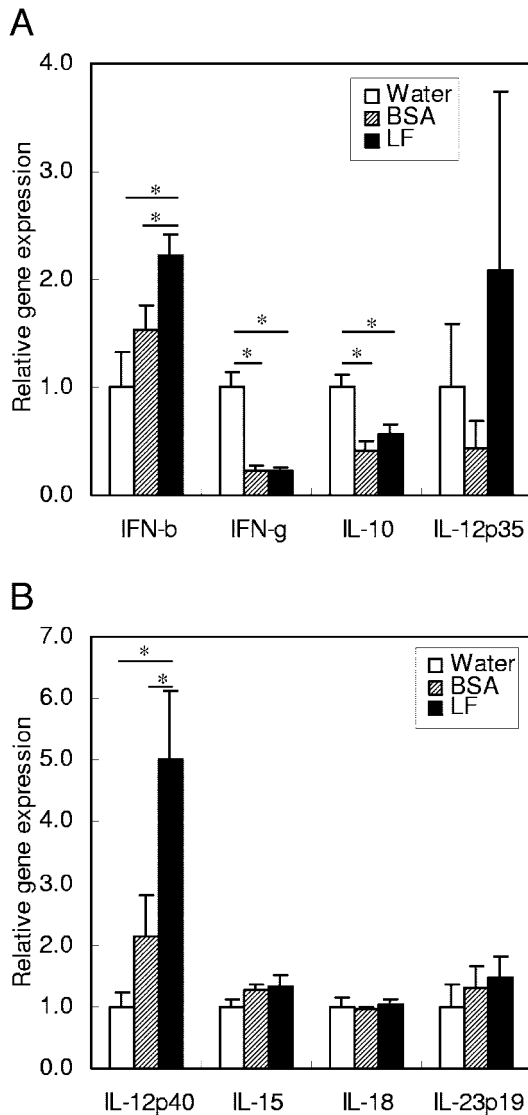 A
4.0
3.0
2.0
1.0
0.0
Relative gene expression
Water
BSA
LF
*
*
*
*
*
*
IFN-b IFN-g IL-10 IL-12p35
B
7.0
6.0
5.0
4.0
3.0
2.0
1.0
0.0
Relative gene expression
Water
BSA
LF
*
*
IL-12p40 IL-15 IL-18 IL-23p19